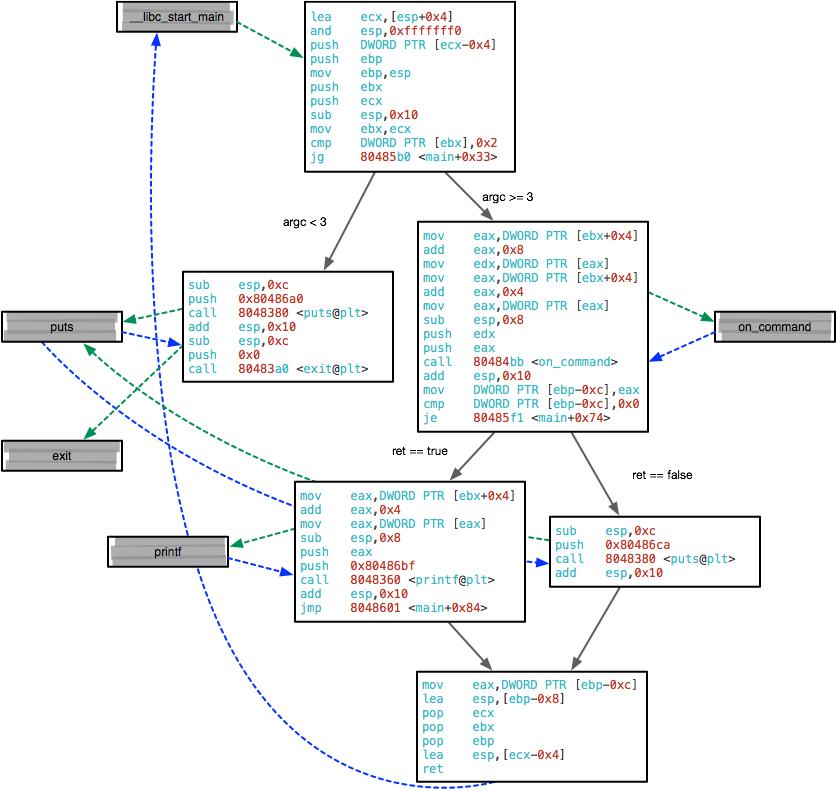 __libc_start_main
lea ecx,[esp+0x4]
and esp,0xfffffff0
push DWORD PTR [ecx-0x4]
push ebp
mov ebp,esp
push ebx
push ecx
sub esp,0x10
mov ebx,ecx
cmp DWORD PTR [ebx],0x2
jg 80485b0 <main+0x33>
argc < 3
argc >= 3
mov eax,DWORD PTR [ebx+0x4]
add eax,0x8
mov edx,DWORD PTR [eax]
mov eax,DWORD PTR [ebx+0x4]
add eax,0x4
mov eax,DWORD PTR [eax]
sub esp,0x8
push edx
push eax
call 80484bb <on_command>
add esp,0x10
mov DWORD PTR [ebp-0xc],eax
cmp DWORD PTR [ebp-0xc],0x0
je 80485f1 <main+0x74>
sub esp,0xc
push 0x80486a0
call 8048380 <puts@plt>
add esp,0x10
sub esp,0xc
push 0x0
call 80483a0 <exit@plt>
puts
on_command
exit
ret == true
ret == false
mov eax,DWORD PTR [ebx+0x4]
add eax,0x4
mov eax,DWORD PTR [eax]
sub esp,0x8
push eax
push 0x80486bf
call 8048360 <printf@plt>
add esp,0x10
jmp 8048601 <main+0x84>
printf
sub esp,0xc
push 0x80486ca
call 8048380 <puts@plt>
add esp,0x10
mov eax,DWORD PTR [ebp-0xc]
lea esp,[ebp-0x8]
pop ecx
pop ebx
pop ebp
lea esp,[ecx-0x4]
ret